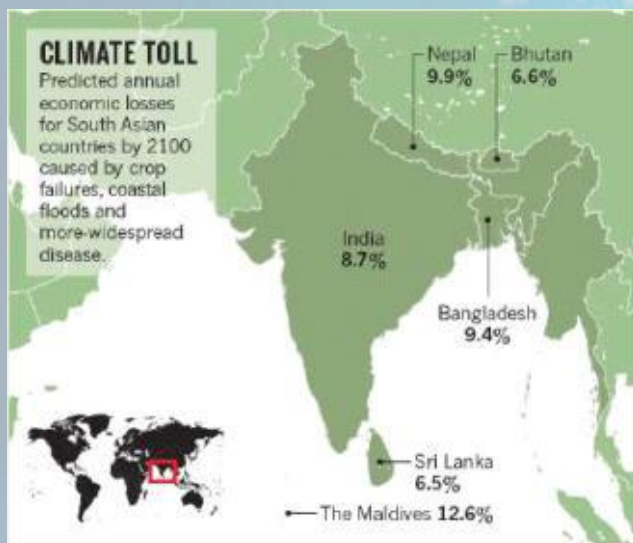 CLIMATE TOLL
Predicted annual
economic losses
for South Asian
countries by 2100
caused by crop
failures, coastal
floods and
more-widespread
disease.
Nepal
9.9%
Bhutan
6.6%
India
8.7%
Bangladesh
9.4%
Sri Lanka
6.5%
The Maldives 12.6%